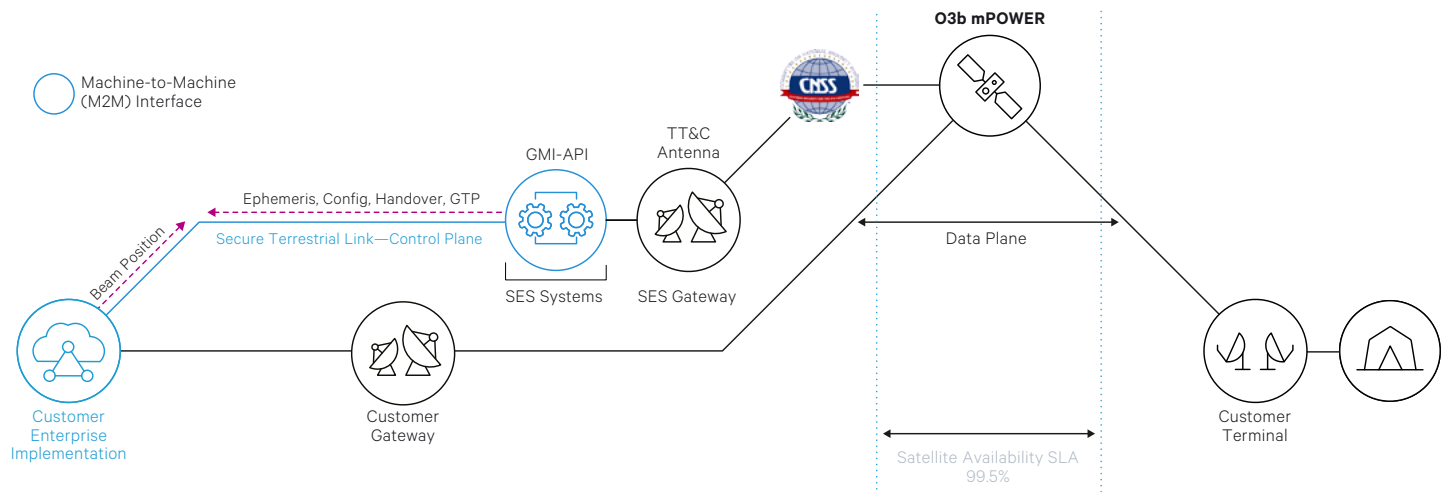 O3b mPOWER
Machine-to-Machine
(M2M) Interface
CNSS
TT&C
Antenna
GMI-API
Ephemeris, Config, Handover, GTP
Secure Terrestrial Link—Control Plane
Beam Position
Data Plane
SES Systems
SES Gateway
Customer
Enterprise
Implementation
Customer
Gateway
Customer
Terminal
Satellite Availability SLA
99.5%